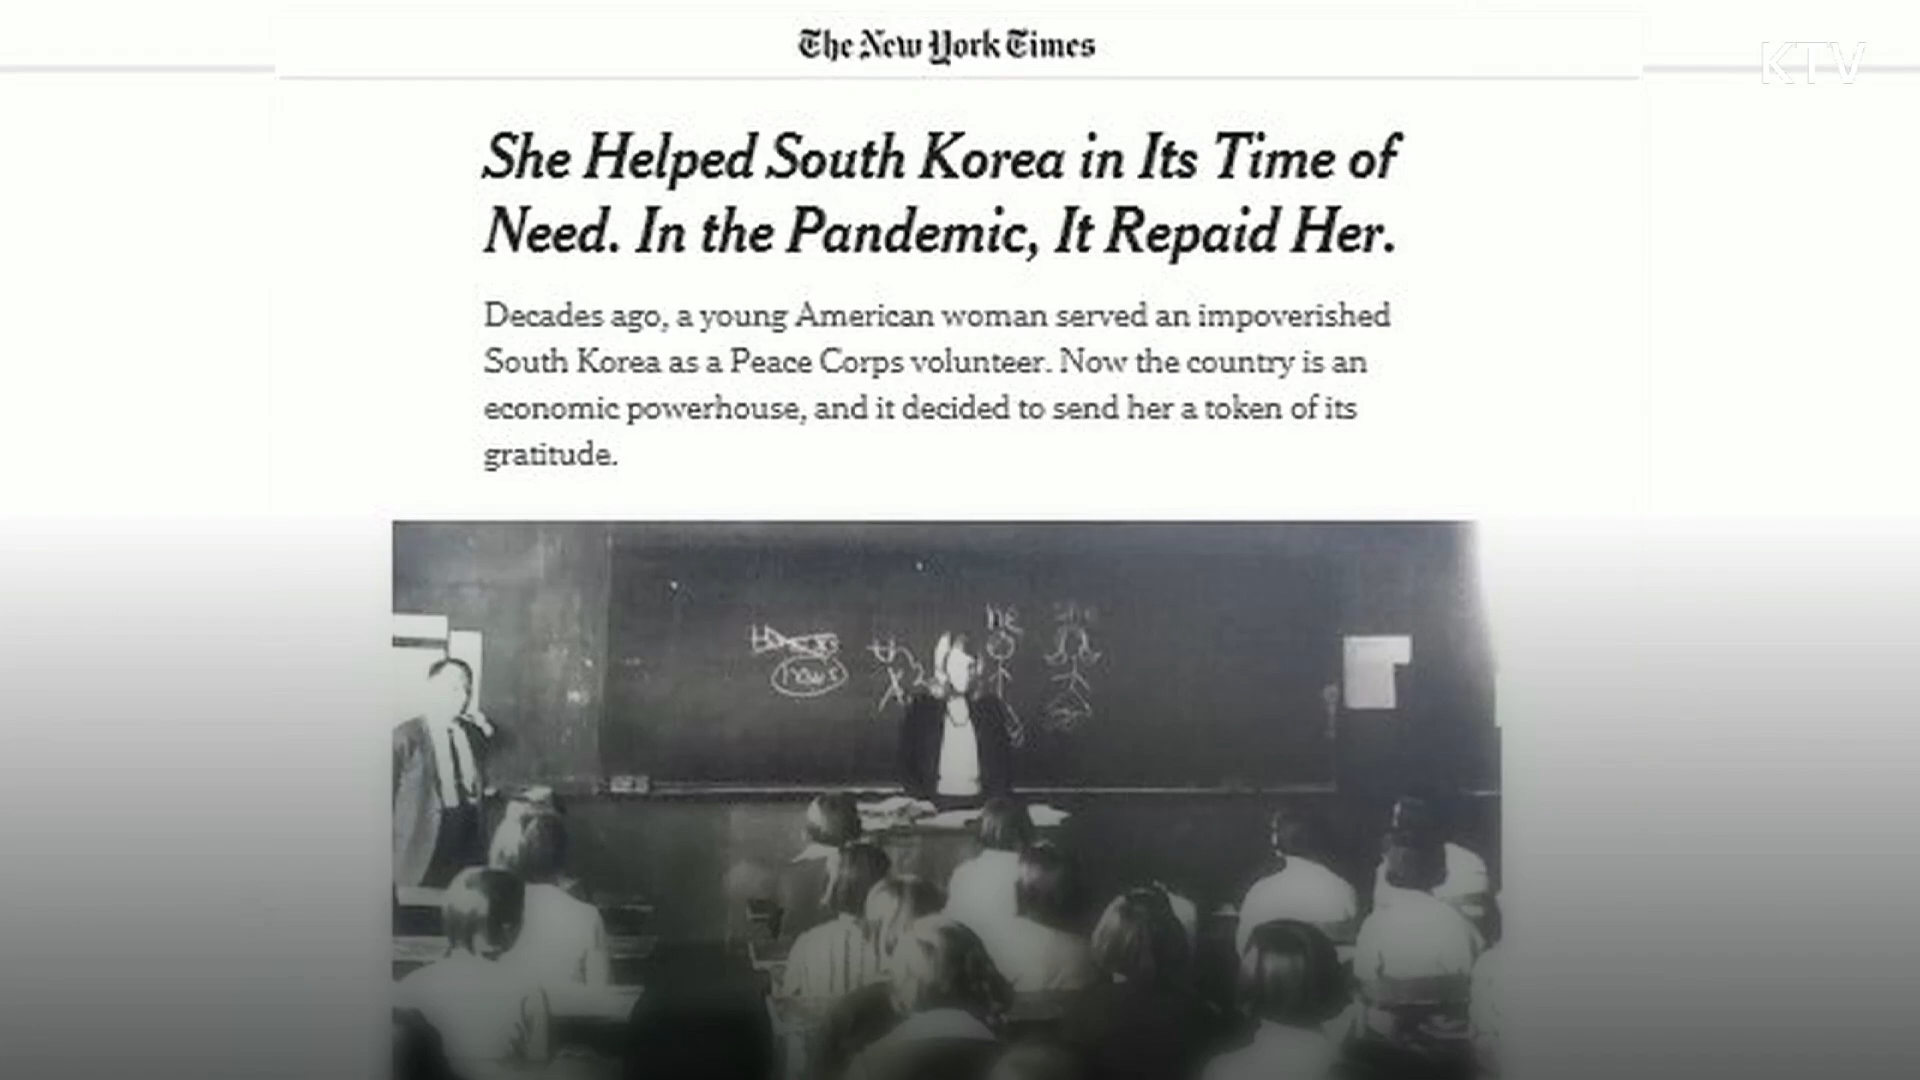 The New York Times
KTV
She Helped South Korea in Its Time of
Need. In the Pandemic, It Repaid Her.
Decades ago, a young American woman served an impoverished
South Korea as a Peace Corps volunteer. Now the country is an
economic powerhouse, and it decided to send her a token of its
gratitude.
he she